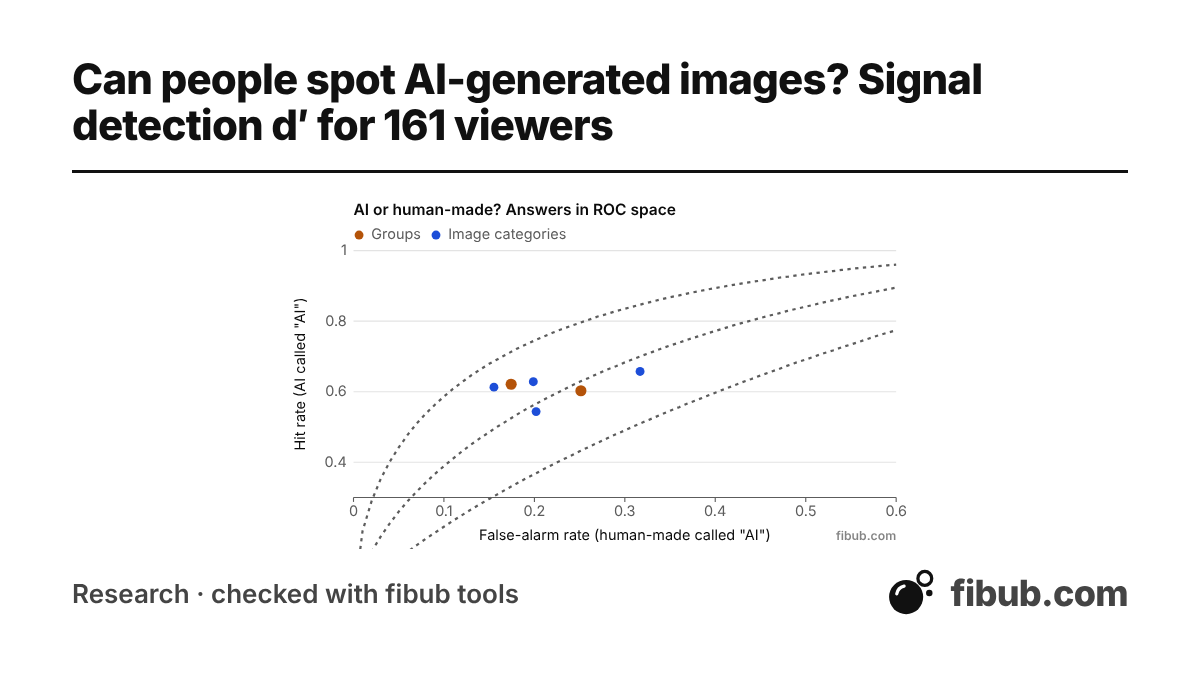 Can people spot AI-generated images? Signal
detection d′ for 161 viewers
AI or human-made? Answers in ROC space
Groups Image categories
1
0.8
0.6
0.4
Hit rate (AI called "AI")
0 0.1 0.2 0.3 0.4 0.5 0.6
False-alarm rate (human-made called "AI")
fibub.com
Research · checked with fibub tools
fibub.com